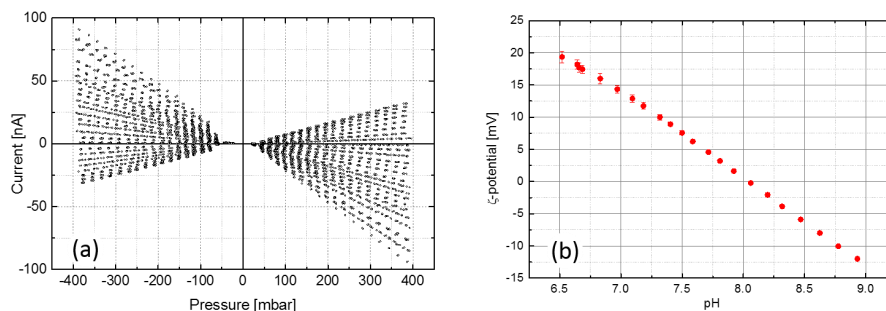 100
50
0
-50
-100
Current [nA]
-400 -300 -200 -100 0 100 200 300 400
Pressure [mbar]
(a)
25
20
15
10
5
0
-5
-10
-15
ζ-potential [mV]
6.5 7.0 7.5 8.0 8.5 9.0
pH
(b)